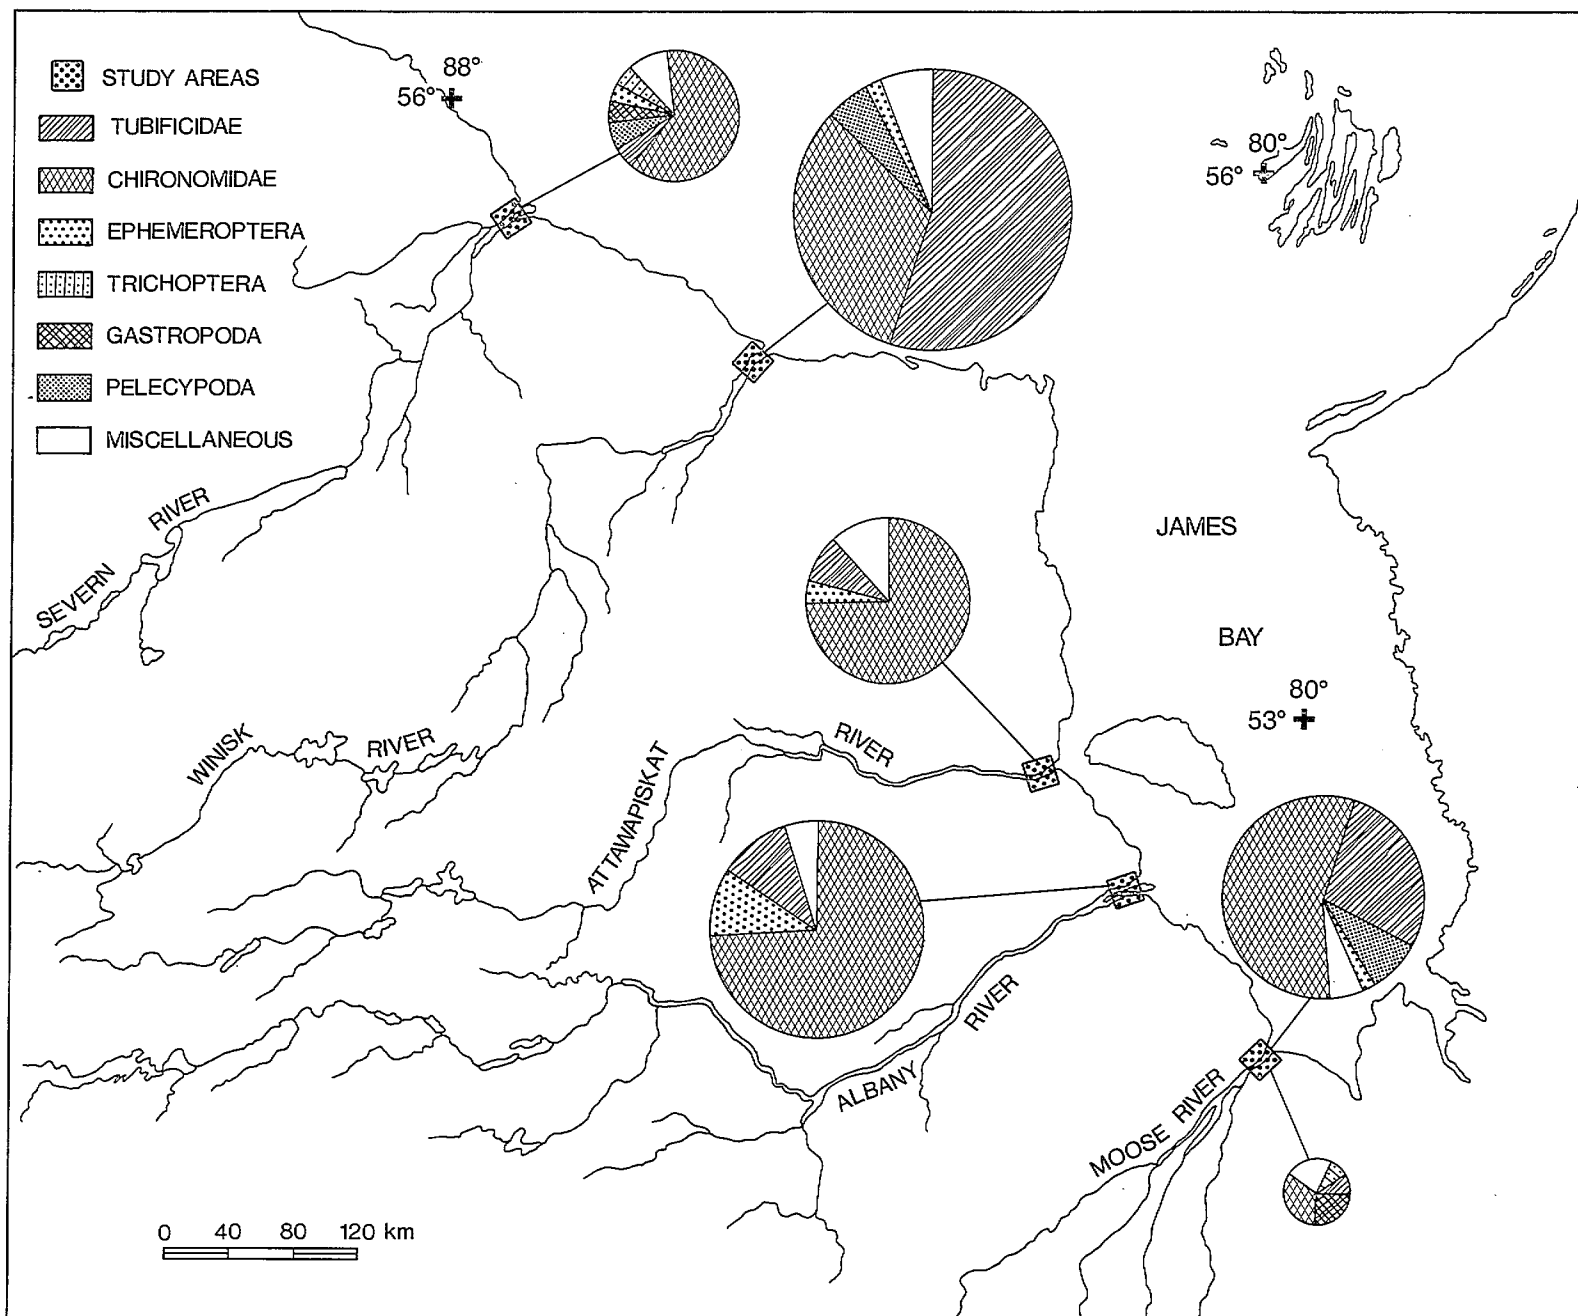 STUDY AREAS
TUBIFICIDAE
CHIRONOMIDAE
EPHEMEROPTERA
TRICHOPTERA
GASTROPODA
PELECYPODA
MISCELLANEOUS
88°
56°
80°
56°
SEVERN RIVER
JAMES
BAY
80°
53°
WINISK RIVER
ATTAWAPISKAT RIVER
ALBANY RIVER
MOOSE RIVER
0 40 80 120 km